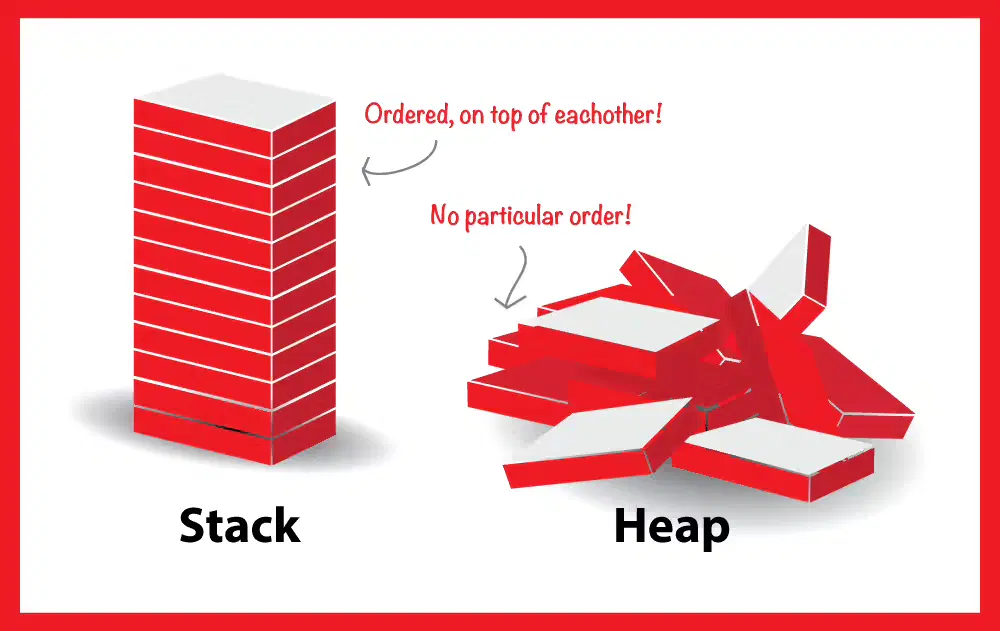 Ordered, on top of eachother!
No particular order!
Stack
Heap